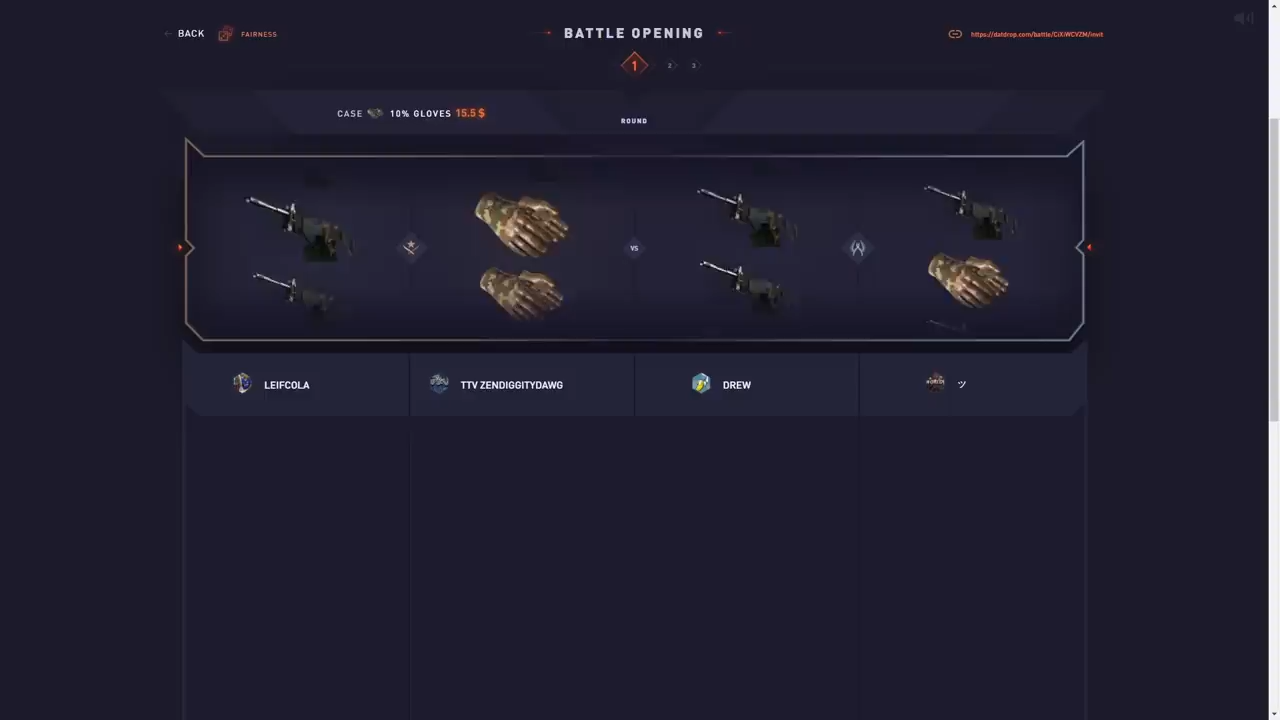 BACK
FAIRNESS
BATTLE OPENING
https://datdrop.com/battle/CiXiWCVZM/invit
1 2 3
CASE 10% GLOVES 15.5 $
ROUND
VS
LEIFCOLA
TTV ZENDIGGITYDAWG
DREW
ツ